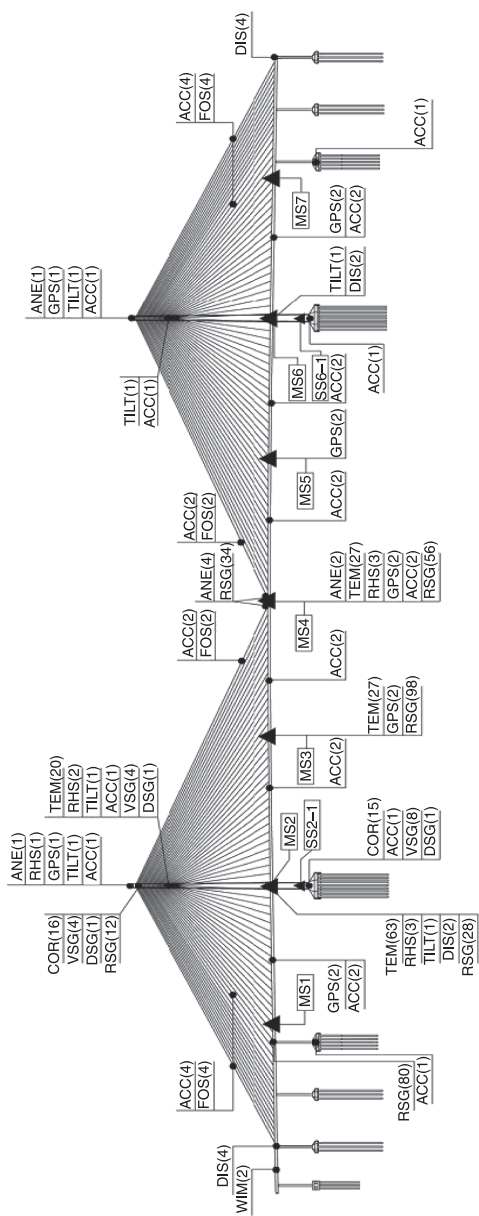 WIM(2)
DIS(4)
ACC(4)
FOS(4)
RSG(80)
ACC(1)
MS1
GPS(2)
ACC(2)
COR(16)
VSG(4)
DSG(1)
RSG(12)
ANE(1)
RHS(1)
GPS(1)
TILT(1)
ACC(1)
TEM(20)
RHS(2)
TILT(1)
ACC(1)
VSG(4)
DSG(1)
MS2
SS2–1
TEM(63)
RHS(3)
TILT(1)
DIS(2)
RSG(28)
COR(15)
ACC(1)
VSG(8)
DSG(1)
ACC(2)
MS3
TEM(27)
GPS(2)
RSG(98)
ACC(2)
ACC(2)
FOS(2)
ANE(4)
RSG(34)
MS4
ANE(2)
TEM(27)
RHS(3)
GPS(2)
ACC(2)
RSG(56)
ACC(2)
FOS(2)
ACC(2)
MS5
GPS(2)
ACC(2)
TILT(1)
ACC(1)
ANE(1)
GPS(1)
TILT(1)
ACC(1)
MS6
SS6–1
ACC(1)
TILT(1)
DIS(2)
GPS(2)
ACC(2)
MS7
ACC(4)
FOS(4)
ACC(1)
DIS(4)